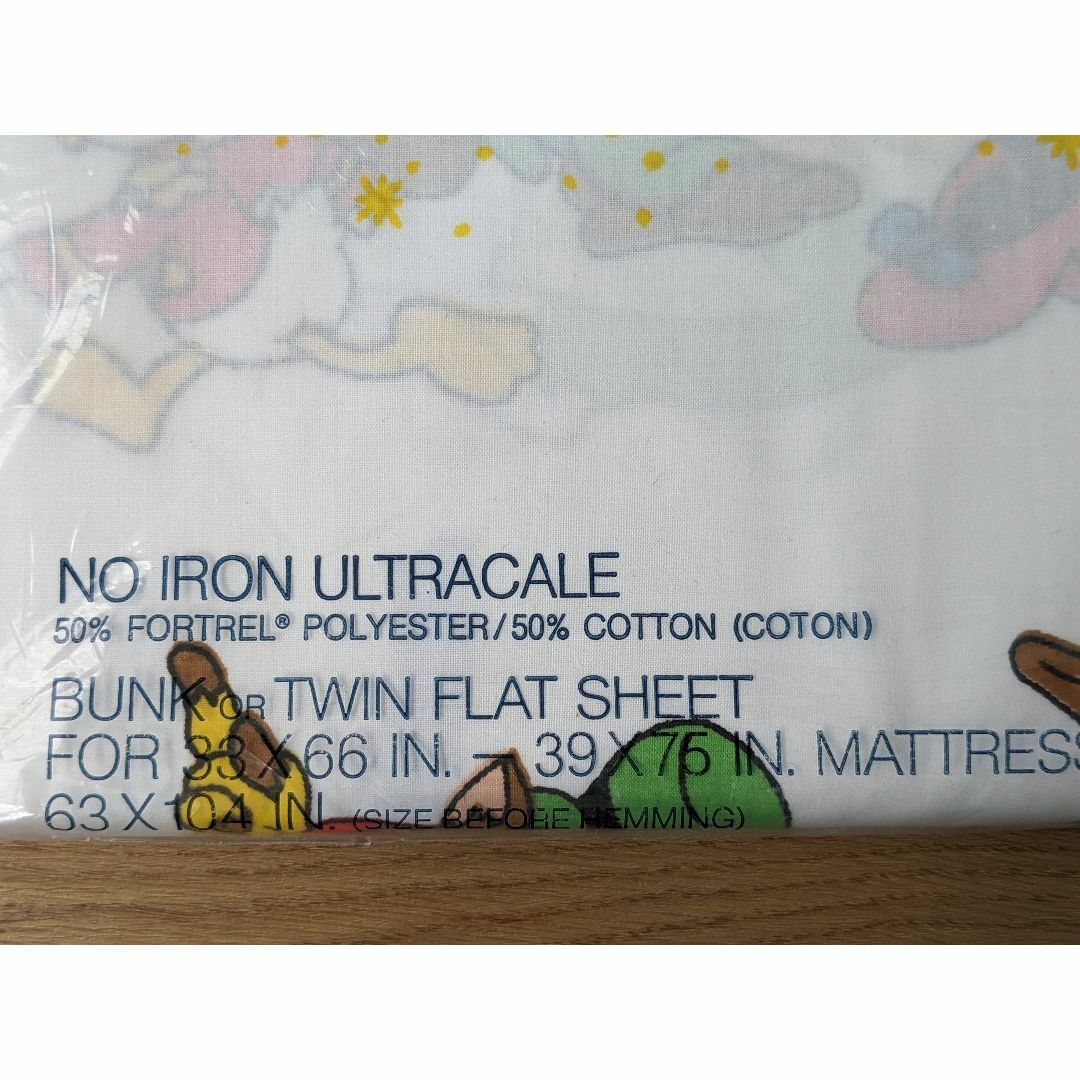 NO IRON ULTRACALE
50% FORTREL® POLYESTER/50% COTTON (COTON)
BUNK OR TWIN FLAT SHEET
FOR 33 X 66 IN. – 39 X 75 IN. MATTRESS
63 X 104 IN. (SIZE BEFORE HEMMING)